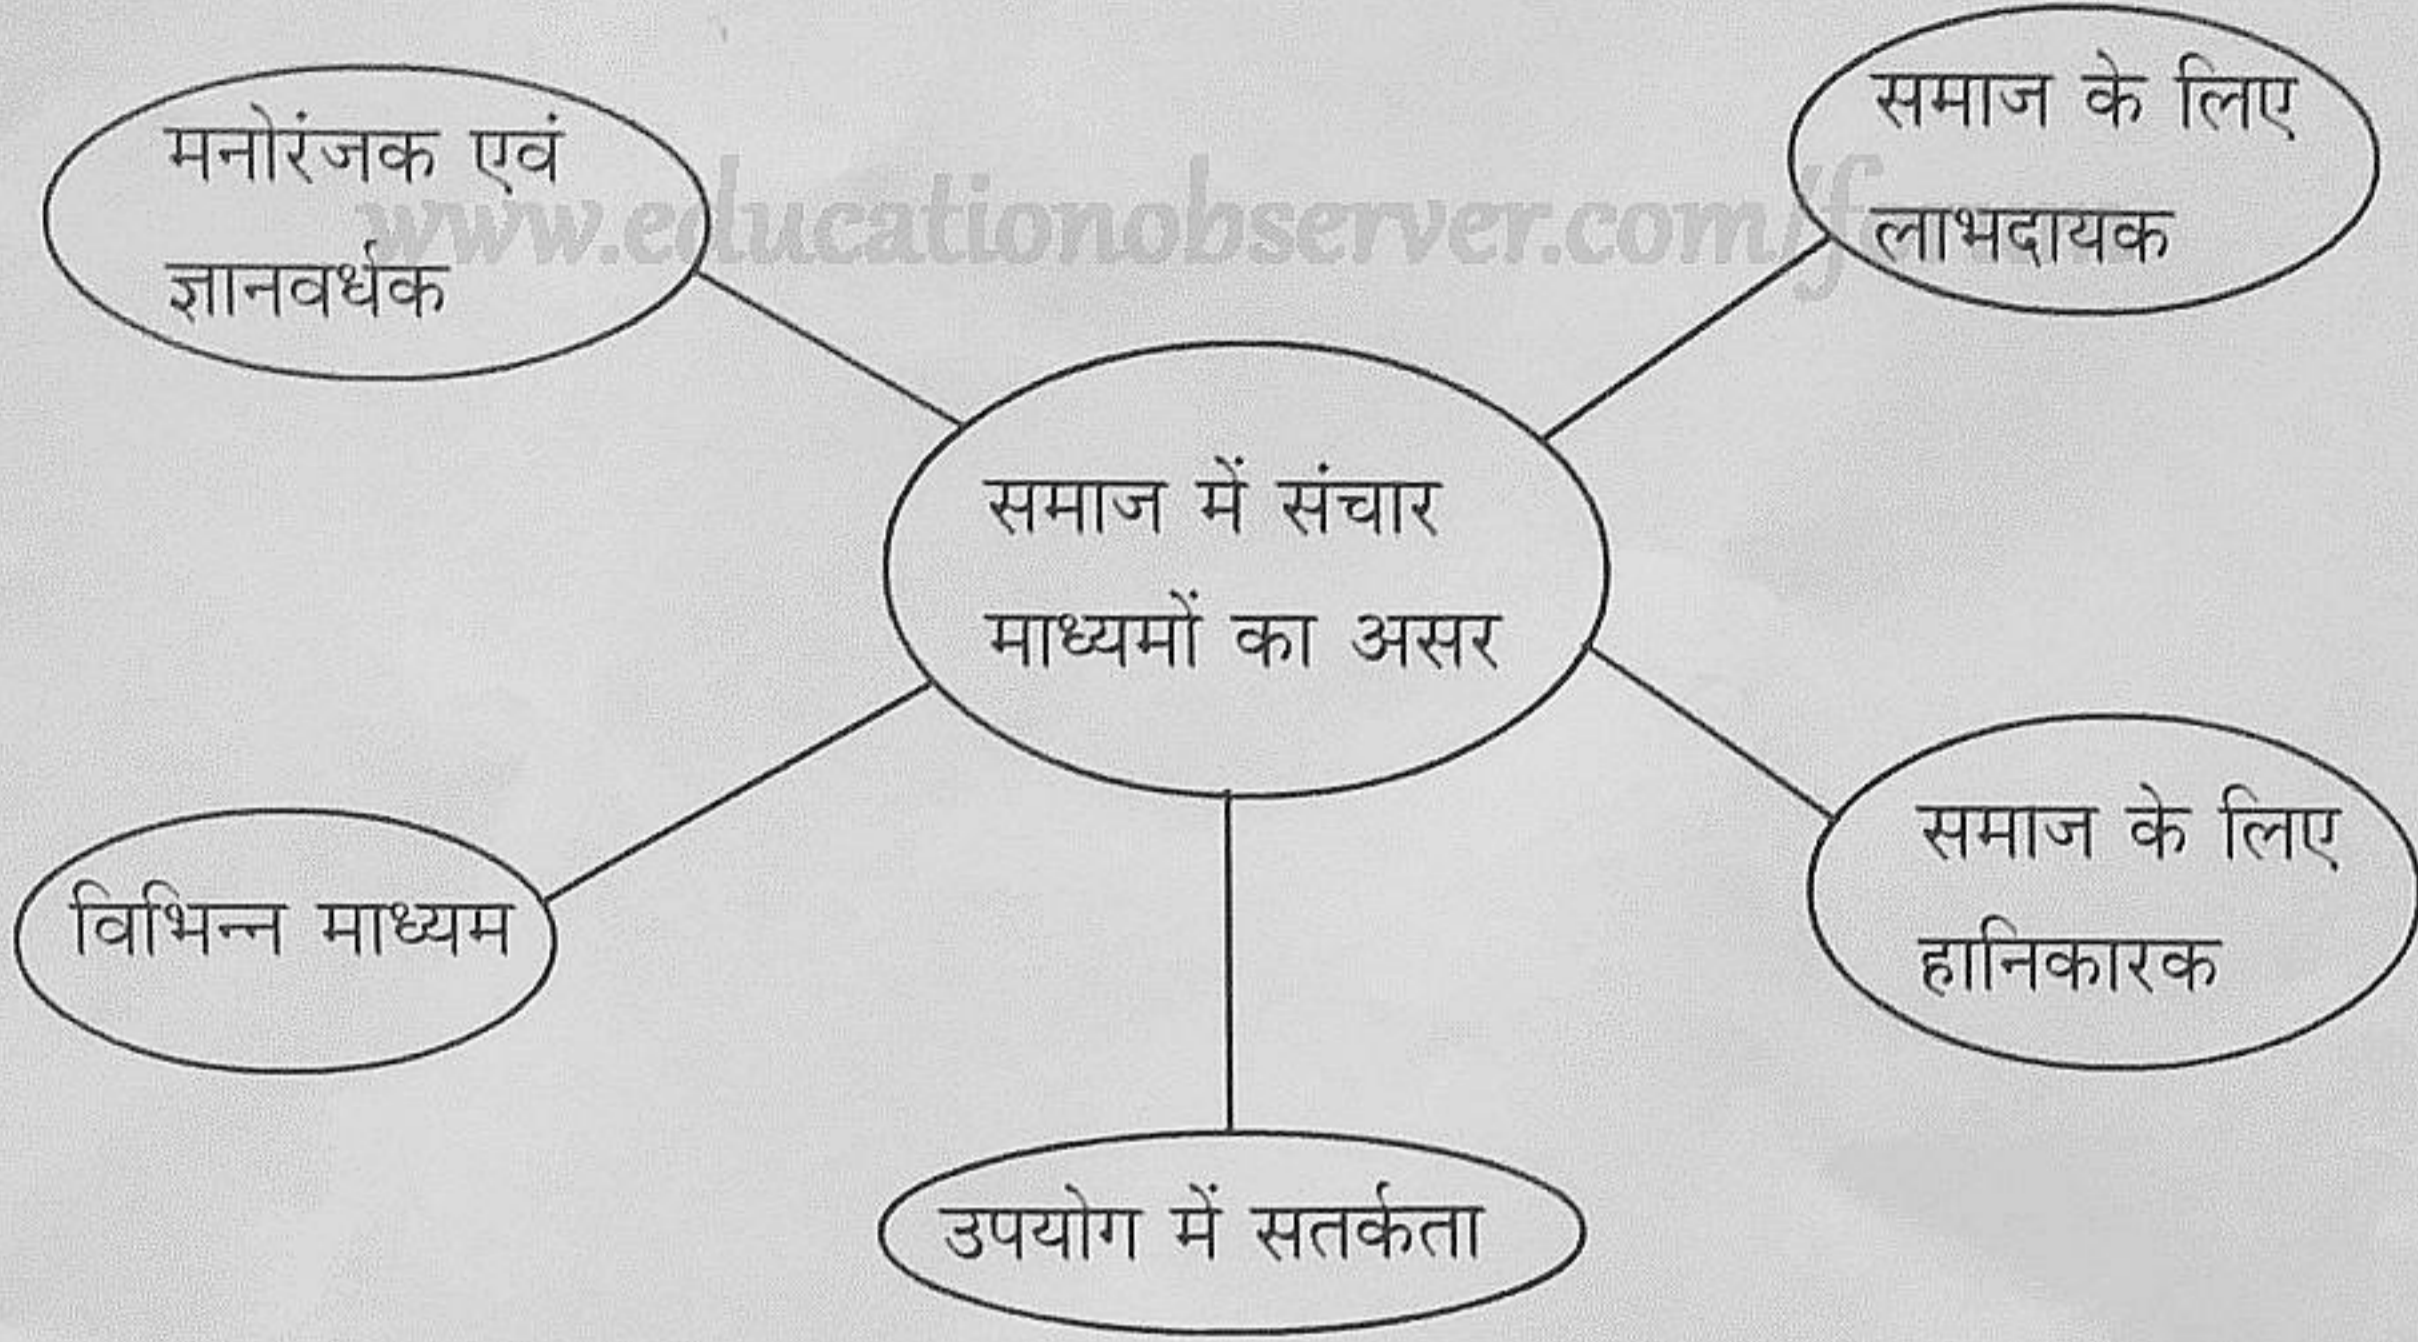 मनोरंजक एवं
ज्ञानवर्धक
समाज के लिए
लाभदायक
www.educationobserver.com/f
समाज में संचार
माध्यमों का असर
विभिन्न माध्यम
समाज के लिए
हानिकारक
उपयोग में सतर्कता